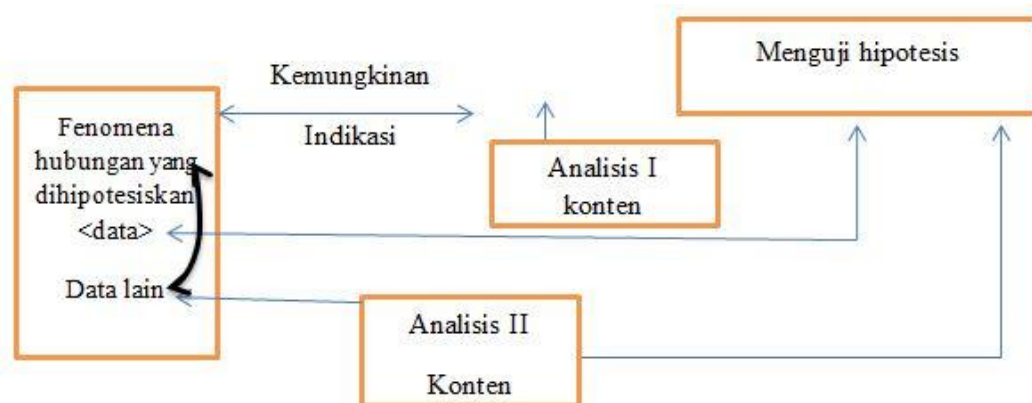 Menguji hipotesis
Kemungkinan
Indikasi
Fenomena
hubungan yang
dihipotesiskan
<data>
Data lain
Analisis I
konten
Analisis II
Konten